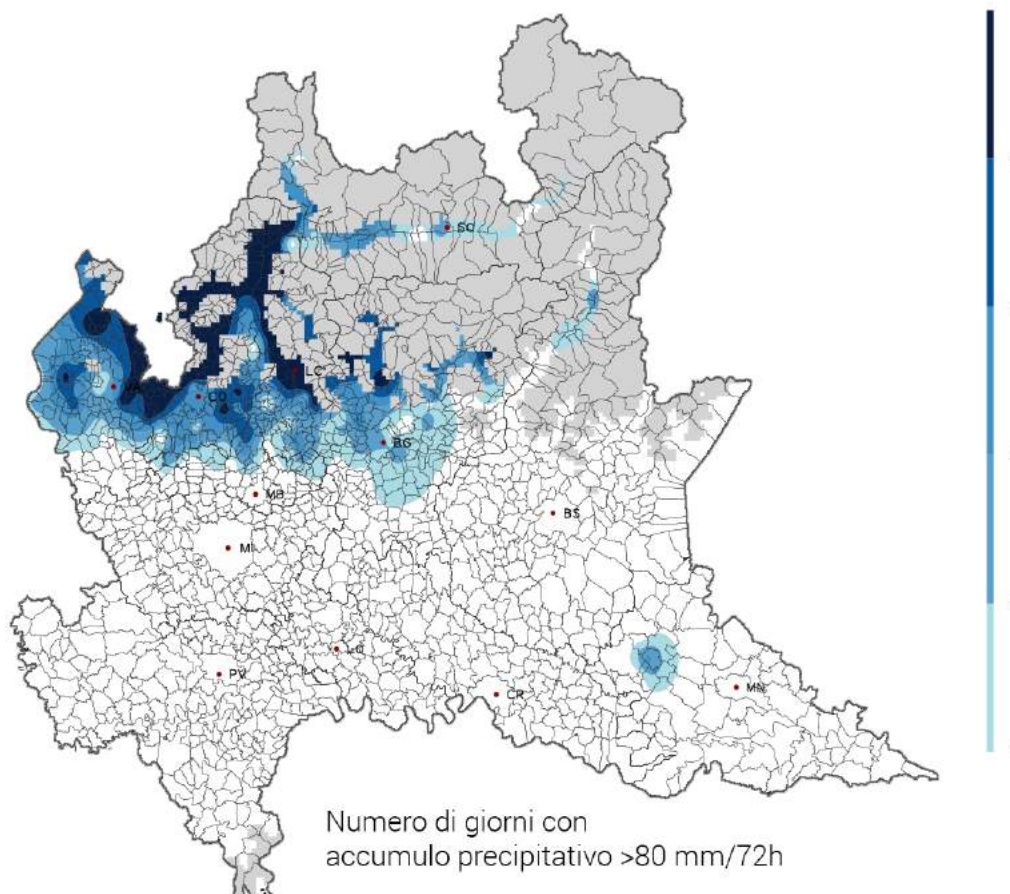 SO
LC
VA
CO
BG
MB
BS
MI
LO
PV
CR
MN
Numero di giorni con
accumulo precipitativo >80 mm/72h